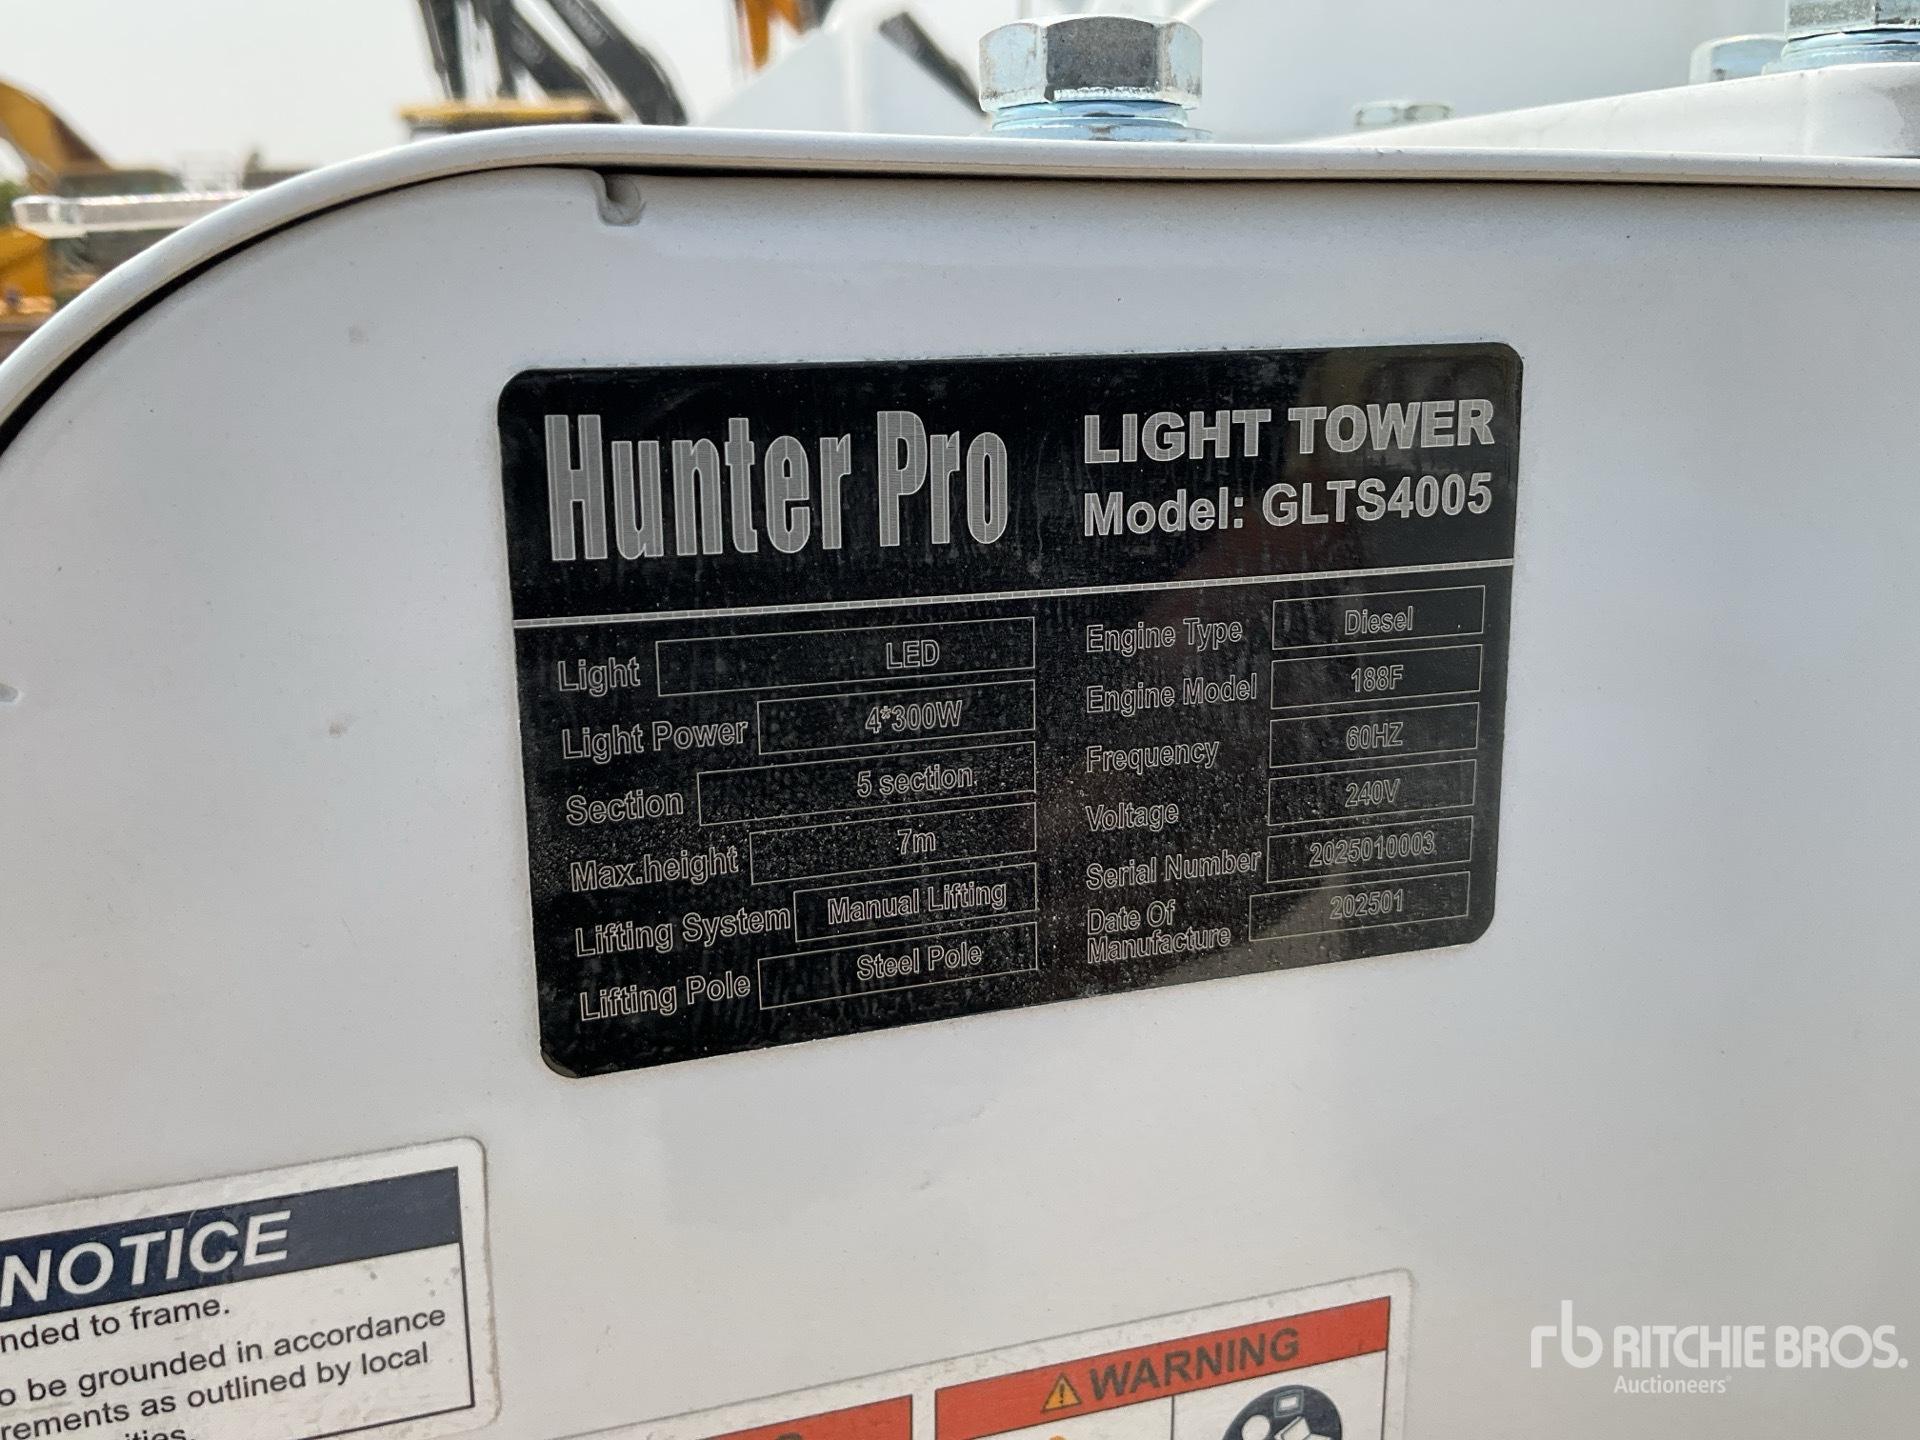 Hunter Pro
LIGHT TOWER
Model: GLTS4005
Light LED
Light Power 4*300W
Section 5 section
Max.height 7m
Lifting System Manual Lifting
Lifting Pole Steel Pole
Engine Type Diesel
Engine Model 188F
Frequency 60HZ
Voltage 240V
Serial Number 2025010003
Date Of
Manufacture 202501
NOTICE
to frame.
be grounded in accordance
as outlined by local
WARNING
rb RITCHIE BROS.
Auctioneers